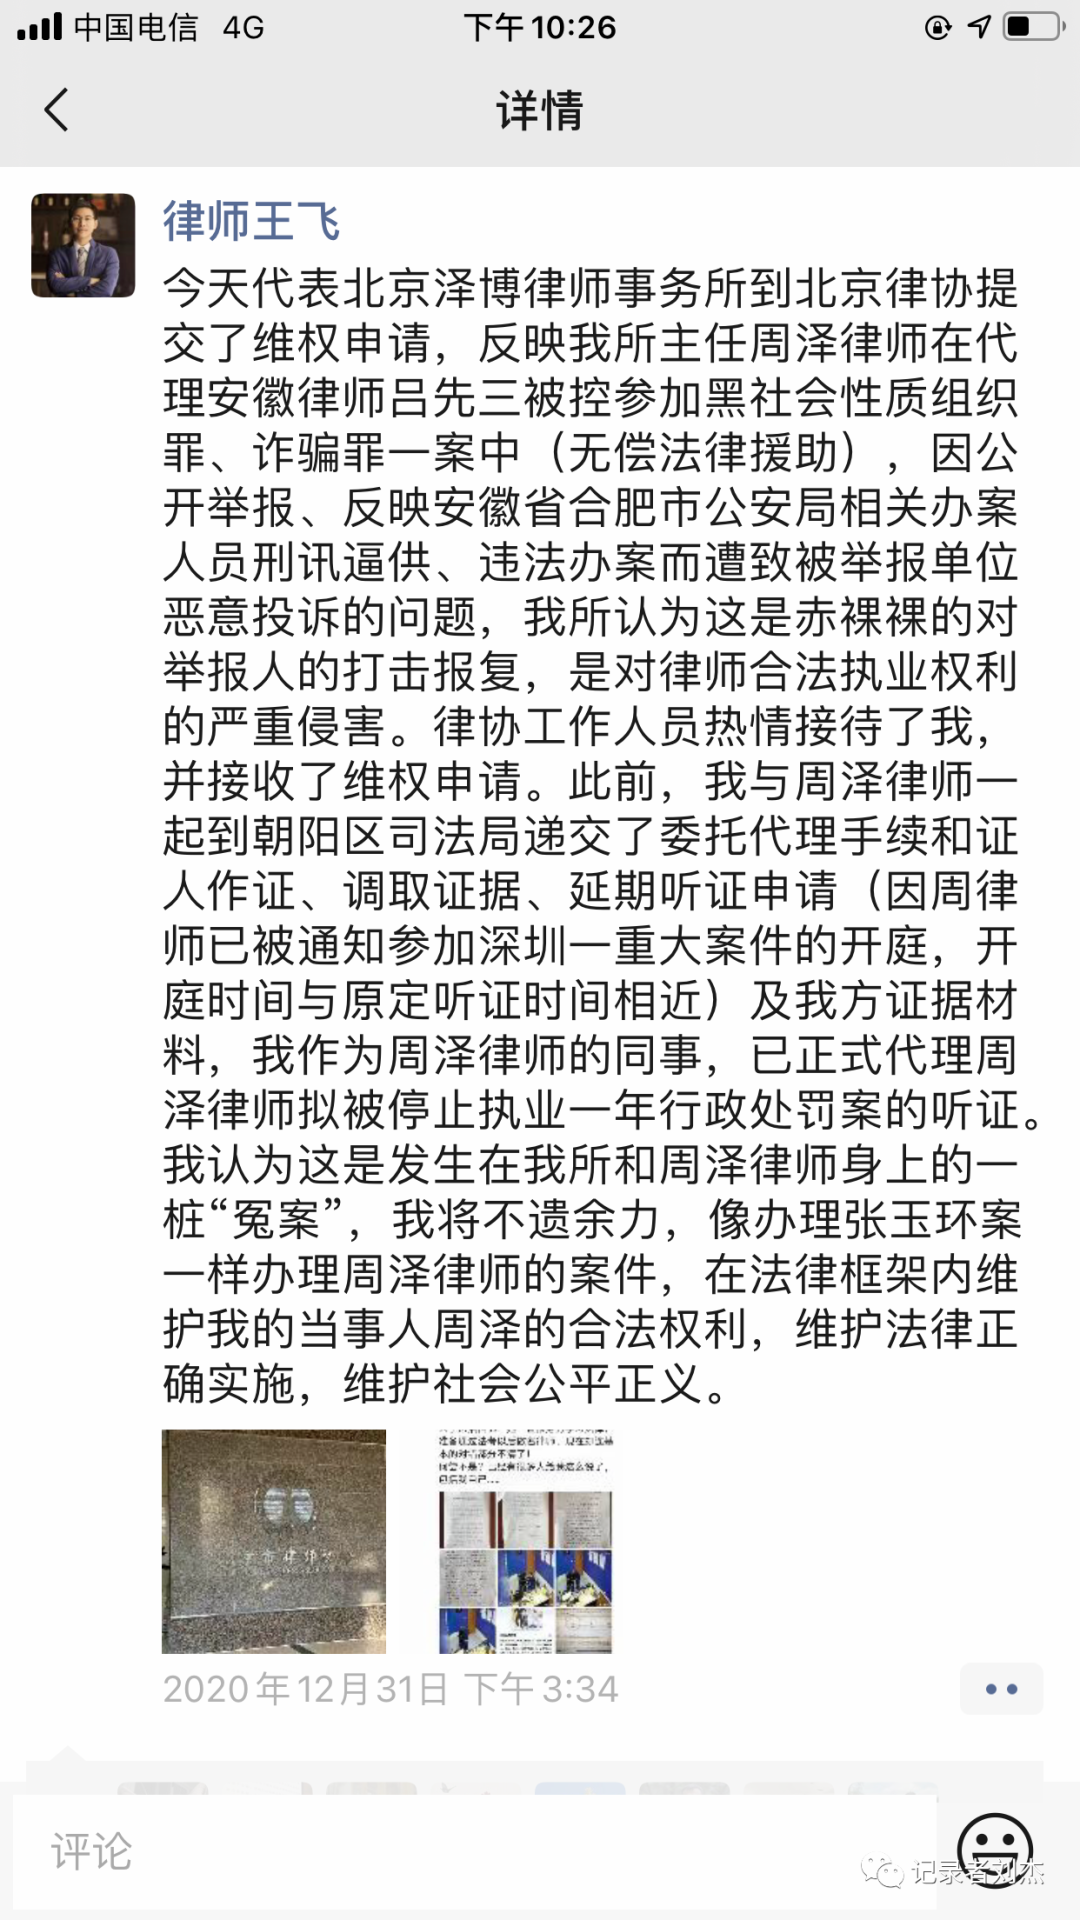 中国电信 4G 下午10:26
详情
律师王飞
今天代表北京泽博律师事务所到北京律协提
交了维权申请，反映我所主任周泽律师在代
理安徽律师吕先三被控参加黑社会性质组织
罪、诈骗罪一案中（无偿法律援助），因公
开举报、反映安徽省合肥市公安局相关办案
人员刑讯逼供、违法办案而遭致被举报单位
恶意投诉的问题，我所认为这是赤裸裸的对
举报人的打击报复，是对律师合法执业权利
的严重侵害。律协工作人员热情接待了我，
并接收了维权申请。此前，我与周泽律师一
起到朝阳区司法局递交了委托代理手续和证
人作证、调取证据、延期听证申请（因周律
师已被通知参加深圳一重大案件的开庭，开
庭时间与原定听证时间相近）及我方证据材
料，我作为周泽律师的同事，已正式代理周
泽律师拟被停止执业一年行政处罚案的听证。
我认为这是发生在我所和周泽律师身上的一
桩“冤案”，我将不遗余力，像办理张玉环案
一样办理周泽律师的案件，在法律框架内维
护我的当事人周泽的合法权利，维护法律正
确实施，维护社会公平正义。
2020年12月31日 下午3:34
评论
记录者刘杰